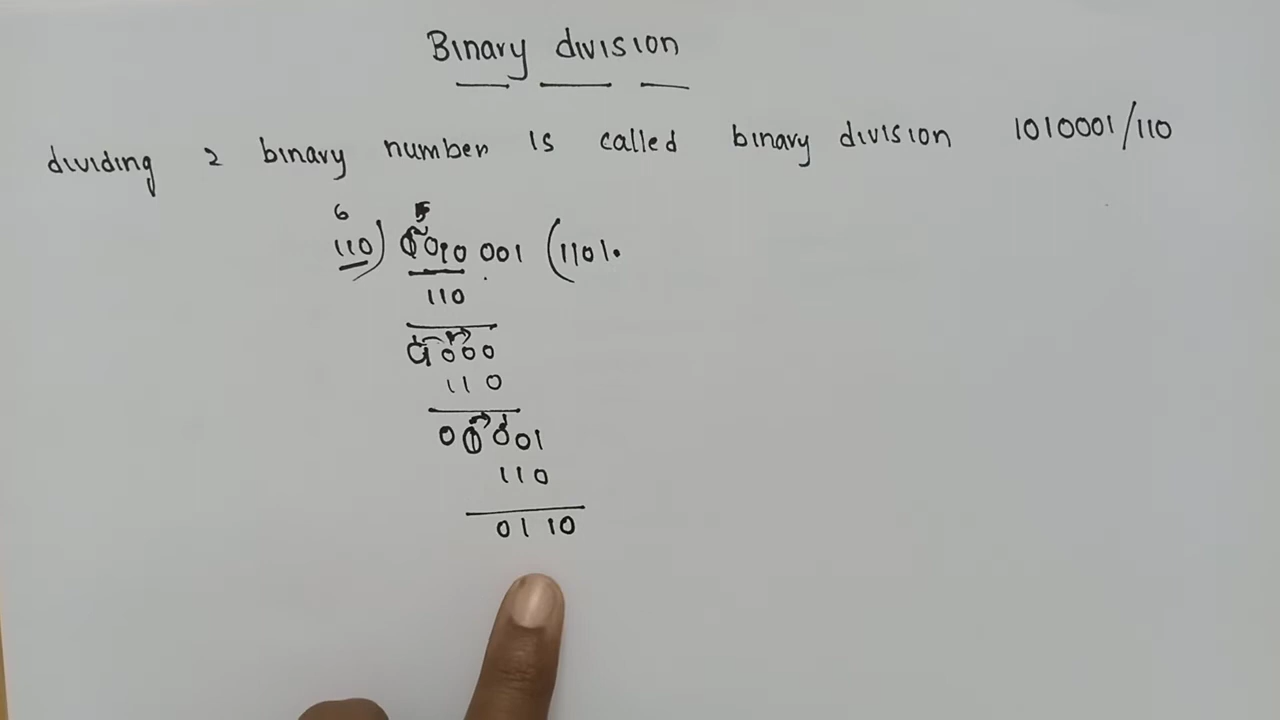 Binary division
dividing 2 binary number is called binary division 1010001/110
6
110) 1010 001 (1101.
110
1000
110
001001
110
0110